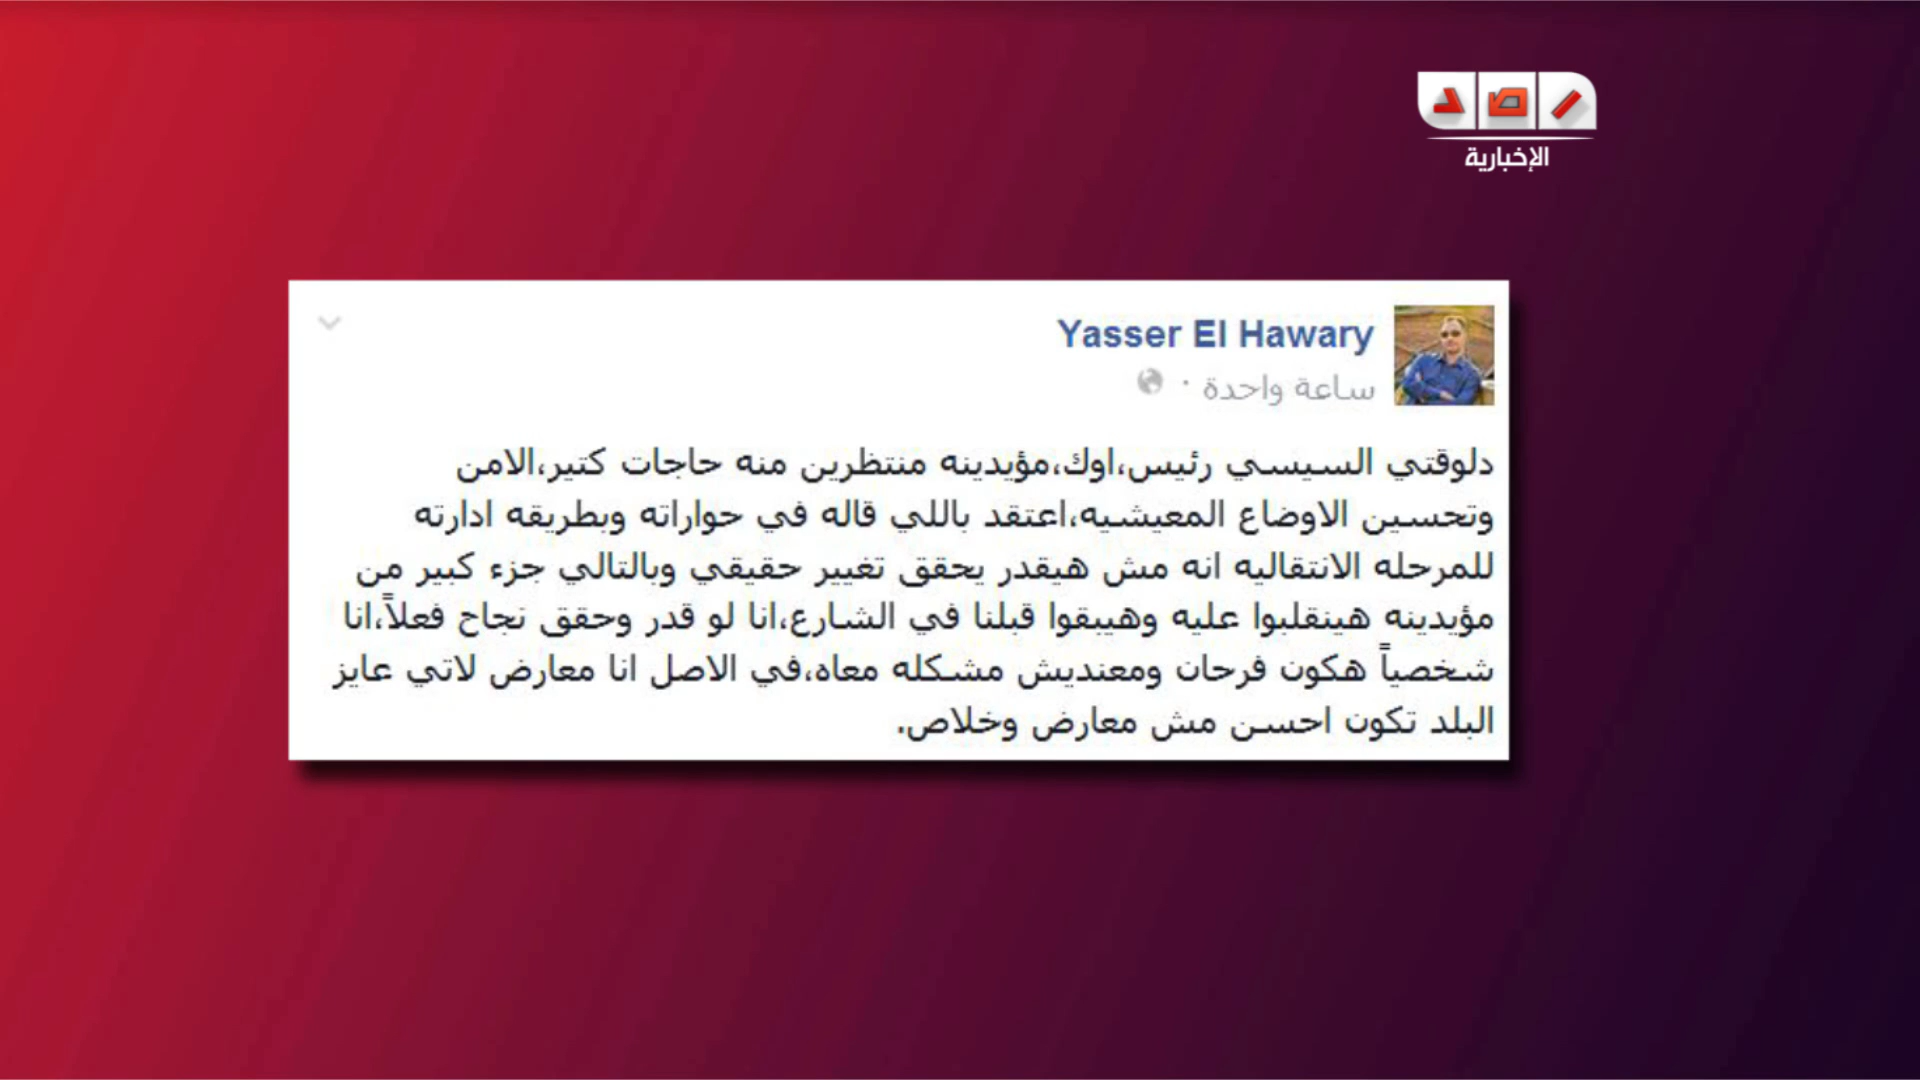 رصد
الإخبارية
Yasser El Hawary
ساعة واحدة ·
دلوقتي السيسي رئيس،اوك،مؤيدينه منتظرين منه حاجات كتير،الامن
وتحسين الاوضاع المعيشيه،اعتقد باللي قاله في حواراته وبطريقه ادارته
للمرحله الانتقاليه انه مش هيقدر يحقق تغيير حقيقي وبالتالي جزء كبير من
مؤيدينه هينقلبوا عليه وهيبقوا قبلنا في الشارع،انا لو قدر وحقق نجاح فعلاً،انا
شخصياً هكون فرحان ومعنديش مشكله معاه،في الاصل انا معارض لاني عايز
البلد تكون احسن مش معارض وخلاص.